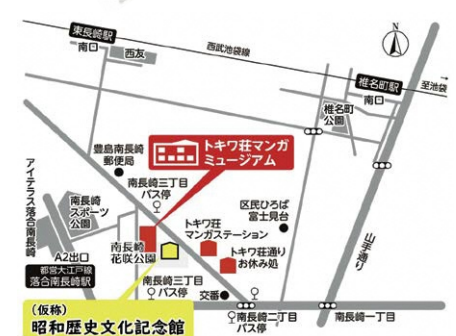 N
東長崎駅
南口
西友
西武池袋線
椎名町駅
南口
至池袋
椎名町
公園
トキワ荘マンガ
ミュージアム
豊島南長崎
郵便局
南長崎三丁目
バス停
アイテラス落合南長崎
南長崎
スポーツ
公園
区民ひろば
富士見台
トキワ荘
マンガステーション
山手通り
A2出口
都営大江戸線
落合南長崎駅
南長崎
花咲公園
トキワ荘通り
お休み処
南長崎三丁目
バス停
交番
(仮称)
昭和歴史文化記念館
南長崎二丁目
バス停
南長崎一丁目